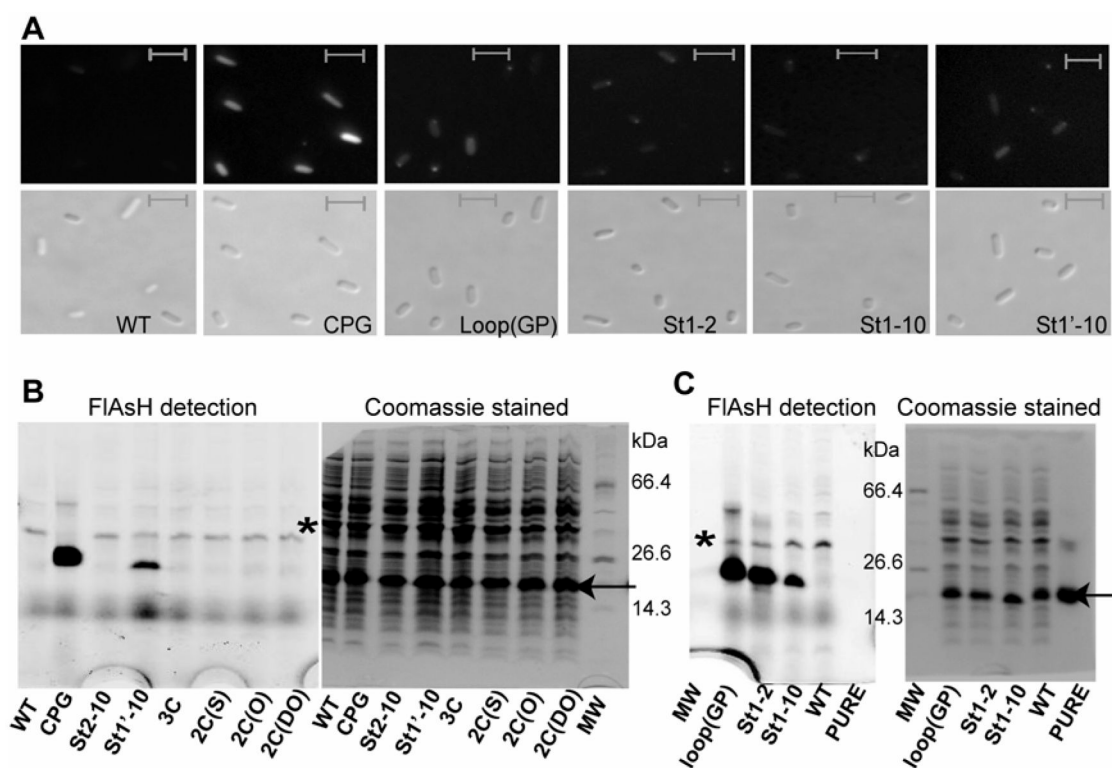 A
WT CPG Loop(GP) St1-2 St1-10 St1'-10
B
FlAsH detection Coomassie stained
kDa
66.4
*
26.6
14.3
WT CPG St2-10 St1'-10 3C 2C(S) 2C(O) 2C(DO) WT CPG St2-10 St1'-10 3C 2C(S) 2C(O) 2C(DO) MW
C
FlAsH detection Coomassie stained
kDa
66.4
*
26.6
14.3
MW loop(GP) St1-2 St1-10 WT PURE MW loop(GP) St1-2 St1-10 WT PURE